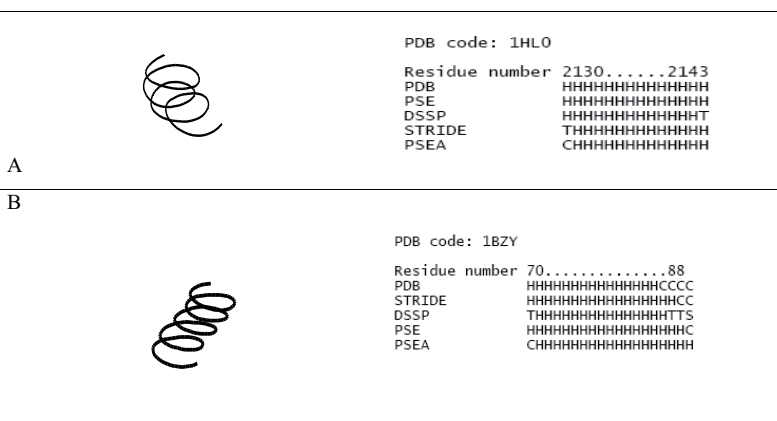 PDB code: 1HLO
Residue number 2130......2143
PDB HHHHHHHHHHHHHH
PSE HHHHHHHHHHHHHH
DSSP HHHHHHHHHHHHHT
STRIDE THHHHHHHHHHHHH
PSEA CHHHHHHHHHHHHH
A
B
PDB code: 1BZY
Residue number 70..............88
PDB HHHHHHHHHHHHHHHCCCC
STRIDE HHHHHHHHHHHHHHHHHCC
DSSP THHHHHHHHHHHHHHHTTS
PSE HHHHHHHHHHHHHHHHHHC
PSEA CHHHHHHHHHHHHHHHHHH